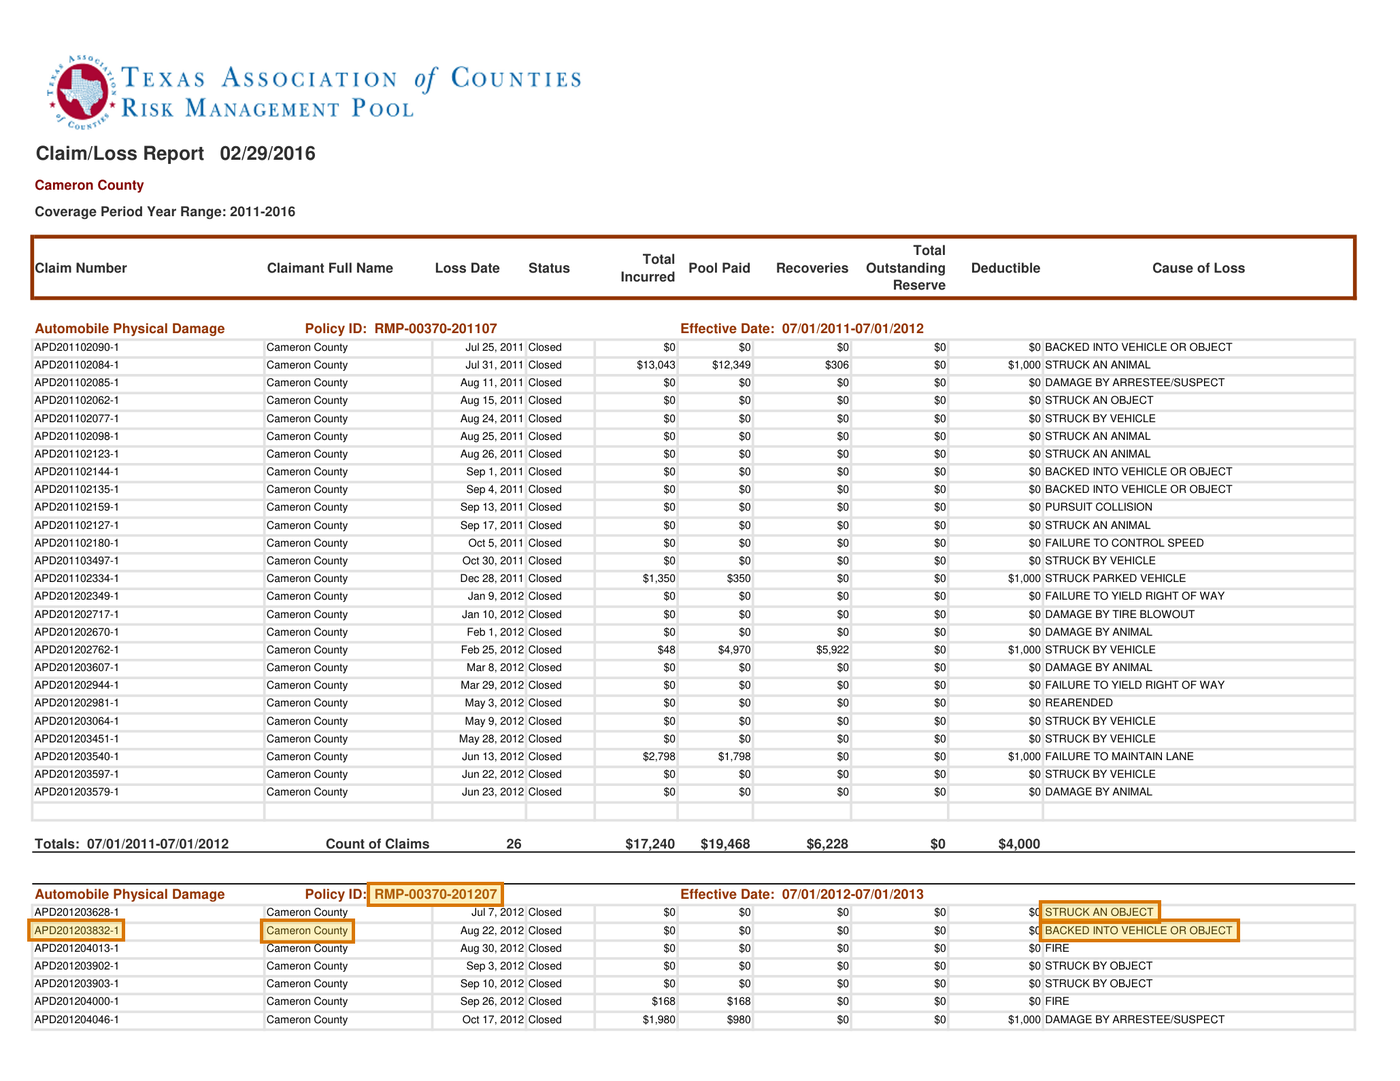 TEXAS ASSOCIATION of COUNTIES
RISK MANAGEMENT POOL
TEXAS ASSOCIATION of COUNTIES
Claim/Loss Report 02/29/2016
Cameron County
Coverage Period Year Range: 2011-2016
Claim Number Claimant Full Name Loss Date Status Total Incurred Pool Paid Recoveries Total Outstanding Reserve Deductible Cause of Loss
Automobile Physical Damage Policy ID: RMP-00370-201107 Effective Date: 07/01/2011-07/01/2012
APD201102090-1 Cameron County Jul 25, 2011 Closed $0 $0 $0 $0 $0 BACKED INTO VEHICLE OR OBJECT
APD201102084-1 Cameron County Jul 31, 2011 Closed $13,043 $12,349 $306 $0 $1,000 STRUCK AN ANIMAL
APD201102085-1 Cameron County Aug 11, 2011 Closed $0 $0 $0 $0 $0 DAMAGE BY ARRESTEE/SUSPECT
APD201102062-1 Cameron County Aug 15, 2011 Closed $0 $0 $0 $0 $0 STRUCK AN OBJECT
APD201102077-1 Cameron County Aug 24, 2011 Closed $0 $0 $0 $0 $0 STRUCK BY VEHICLE
APD201102098-1 Cameron County Aug 25, 2011 Closed $0 $0 $0 $0 $0 STRUCK AN ANIMAL
APD201102123-1 Cameron County Aug 26, 2011 Closed $0 $0 $0 $0 $0 STRUCK AN ANIMAL
APD201102144-1 Cameron County Sep 1, 2011 Closed $0 $0 $0 $0 $0 BACKED INTO VEHICLE OR OBJECT
APD201102135-1 Cameron County Sep 4, 2011 Closed $0 $0 $0 $0 $0 BACKED INTO VEHICLE OR OBJECT
APD201102159-1 Cameron County Sep 13, 2011 Closed $0 $0 $0 $0 $0 PURSUIT COLLISION
APD201102127-1 Cameron County Sep 17, 2011 Closed $0 $0 $0 $0 $0 STRUCK AN ANIMAL
APD201102180-1 Cameron County Oct 5, 2011 Closed $0 $0 $0 $0 $0 FAILURE TO CONTROL SPEED
APD201103497-1 Cameron County Oct 30, 2011 Closed $0 $0 $0 $0 $0 STRUCK BY VEHICLE
APD201102334-1 Cameron County Dec 28, 2011 Closed $1,350 $350 $0 $0 $1,000 STRUCK PARKED VEHICLE
APD201202349-1 Cameron County Jan 9, 2012 Closed $0 $0 $0 $0 $0 FAILURE TO YIELD RIGHT OF WAY
APD201202717-1 Cameron County Jan 10, 2012 Closed $0 $0 $0 $0 $0 DAMAGE BY TIRE BLOWOUT
APD201202670-1 Cameron County Feb 1, 2012 Closed $0 $0 $0 $0 $0 DAMAGE BY ANIMAL
APD201202762-1 Cameron County Feb 25, 2012 Closed $48 $4,970 $5,922 $0 $1,000 STRUCK BY VEHICLE
APD201203607-1 Cameron County Mar 8, 2012 Closed $0 $0 $0 $0 $0 DAMAGE BY ANIMAL
APD201202944-1 Cameron County Mar 29, 2012 Closed $0 $0 $0 $0 $0 FAILURE TO YIELD RIGHT OF WAY
APD201202981-1 Cameron County May 3, 2012 Closed $0 $0 $0 $0 $0 REARENDED
APD201203064-1 Cameron County May 9, 2012 Closed $0 $0 $0 $0 $0 STRUCK BY VEHICLE
APD201203451-1 Cameron County May 28, 2012 Closed $0 $0 $0 $0 $0 STRUCK BY VEHICLE
APD201203540-1 Cameron County Jun 13, 2012 Closed $2,798 $1,798 $0 $0 $1,000 FAILURE TO MAINTAIN LANE
APD201203597-1 Cameron County Jun 22, 2012 Closed $0 $0 $0 $0 $0 STRUCK BY VEHICLE
APD201203579-1 Cameron County Jun 23, 2012 Closed $0 $0 $0 $0 $0 DAMAGE BY ANIMAL
Totals: 07/01/2011-07/01/2012 Count of Claims 26 $17,240 $19,468 $6,228 $0 $4,000
Automobile Physical Damage Policy ID: RMP-00370-201207 Effective Date: 07/01/2012-07/01/2013
APD201203628-1 Cameron County Jul 7, 2012 Closed $0 $0 $0 $0 $0 STRUCK AN OBJECT
APD201203832-1 Cameron County Aug 22, 2012 Closed $0 $0 $0 $0 $0 BACKED INTO VEHICLE OR OBJECT
APD201204013-1 Cameron County Aug 30, 2012 Closed $0 $0 $0 $0 $0 FIRE
APD201203902-1 Cameron County Sep 3, 2012 Closed $0 $0 $0 $0 $0 STRUCK BY OBJECT
APD201203903-1 Cameron County Sep 10, 2012 Closed $0 $0 $0 $0 $0 STRUCK BY OBJECT
APD201204000-1 Cameron County Sep 26, 2012 Closed $168 $168 $0 $0 $0 FIRE
APD201204046-1 Cameron County Oct 17, 2012 Closed $1,980 $980 $0 $0 $1,000 DAMAGE BY ARRESTEE/SUSPECT